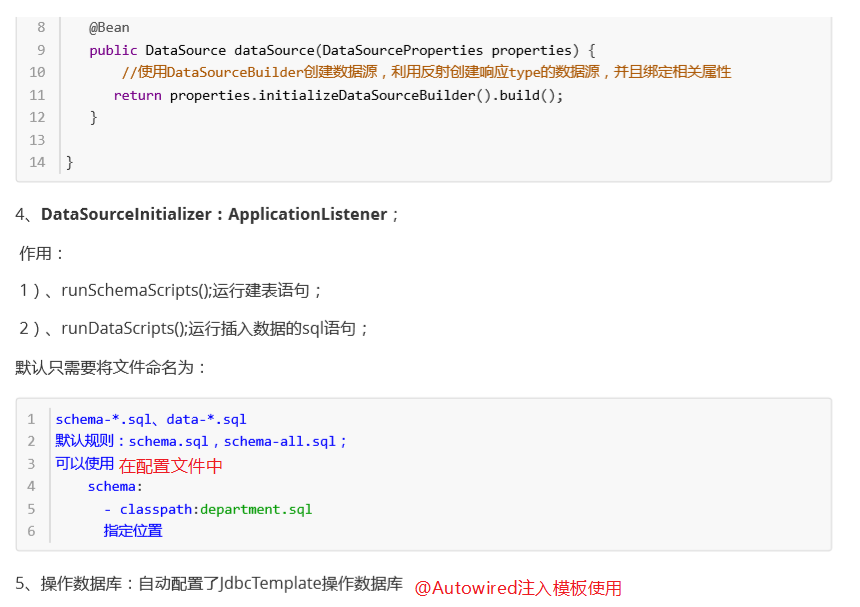 8 @Bean
9 public DataSource dataSource(DataSourceProperties properties) {
10 //使用DataSourceBuilder创建数据源，利用反射创建响应type的数据源，并且绑定相关属性
11 return properties.initializeDataSourceBuilder().build();
12 }
13
14 }
4、DataSourceInitializer：ApplicationListener；
作用：
1）、runSchemaScripts();运行建表语句；
2）、runDataScripts();运行插入数据的sql语句；
默认只需要将文件命名为：
1 schema-*.sql、data-*.sql
2 默认规则：schema.sql，schema-all.sql；
3 可以使用 在配置文件中
4 schema:
5 - classpath:department.sql
6 指定位置
5、操作数据库：自动配置了JdbcTemplate操作数据库 @Autowired注入模板使用